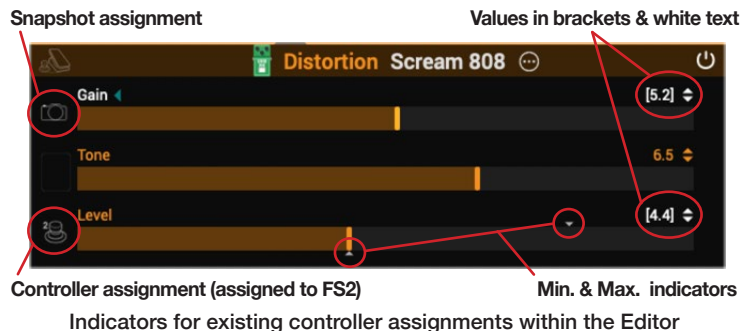 Snapshot assignment
Values in brackets & white text
Distortion Scream 808
Gain
[5.2]
Tone
6.5
2
Level
[4.4]
Controller assignment (assigned to FS2)
Min. & Max. indicators
Indicators for existing controller assignments within the Editor